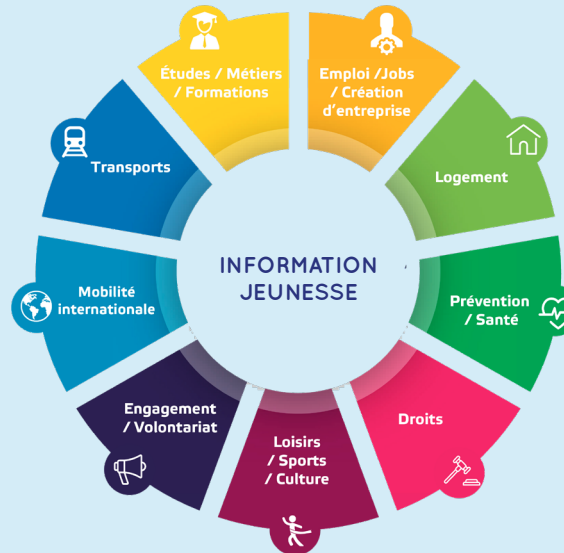 Études / Métiers
/ Formations
Emploi /Jobs
/ Création
d'entreprise
Logement
Prévention
/ Santé
Droits
Loisirs
/ Sports
/ Culture
Engagement
/ Volontariat
Mobilité
internationale
Transports
INFORMATION
JEUNESSE